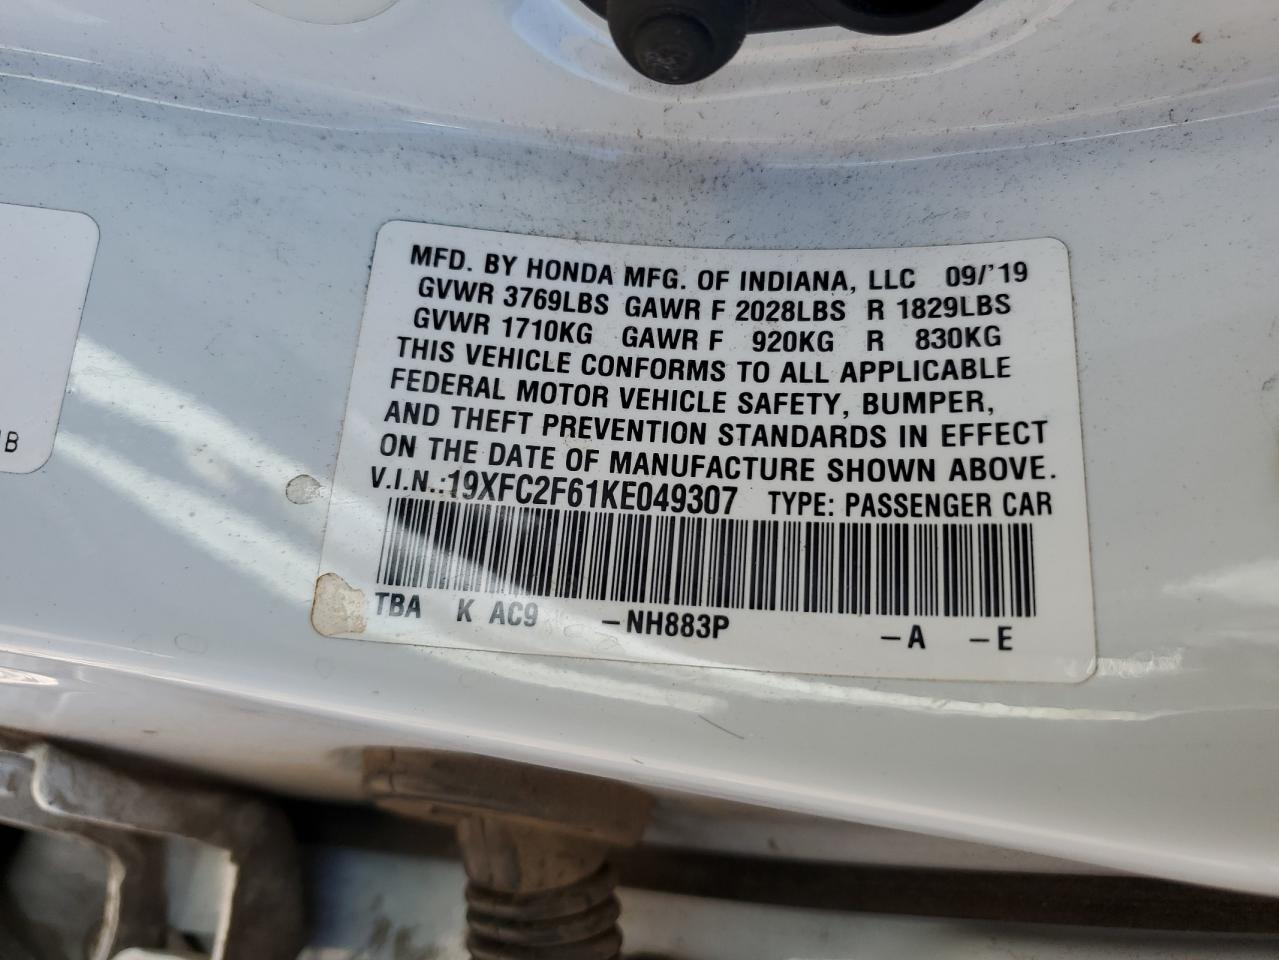 MFD. BY HONDA MFG. OF INDIANA, LLC 09/'19
GVWR 3769LBS GAWR F 2028LBS R 1829LBS
GVWR 1710KG GAWR F 920KG R 830KG
THIS VEHICLE CONFORMS TO ALL APPLICABLE
FEDERAL MOTOR VEHICLE SAFETY, BUMPER,
AND THEFT PREVENTION STANDARDS IN EFFECT
ON THE DATE OF MANUFACTURE SHOWN ABOVE.
V.I.N.:19XFC2F61KE049307 TYPE: PASSENGER CAR
TBA K AC9 -NH883P -A -E